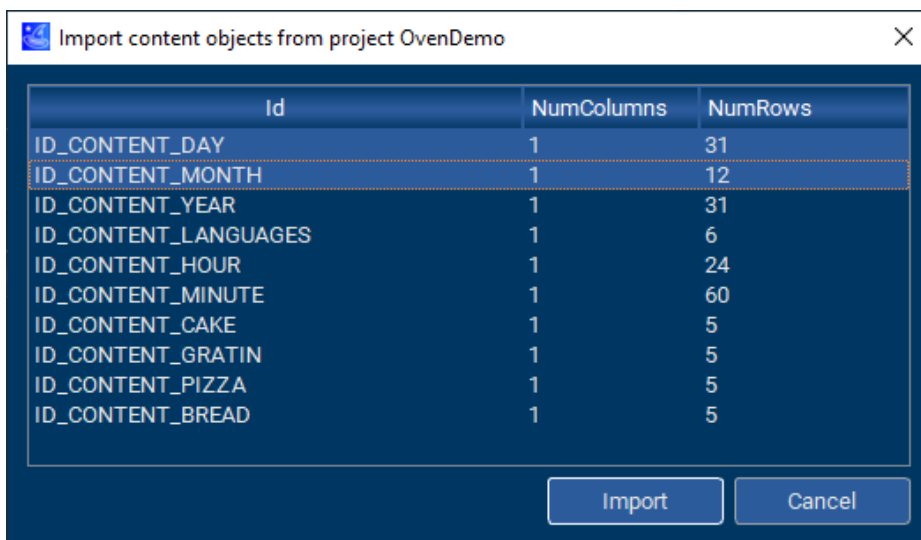 Import content objects from project OvenDemo
Id NumColumns NumRows
ID_CONTENT_DAY 1 31
ID_CONTENT_MONTH 1 12
ID_CONTENT_YEAR 1 31
ID_CONTENT_LANGUAGES 1 6
ID_CONTENT_HOUR 1 24
ID_CONTENT_MINUTE 1 60
ID_CONTENT_CAKE 1 5
ID_CONTENT_GRATIN 1 5
ID_CONTENT_PIZZA 1 5
ID_CONTENT_BREAD 1 5
Import Cancel